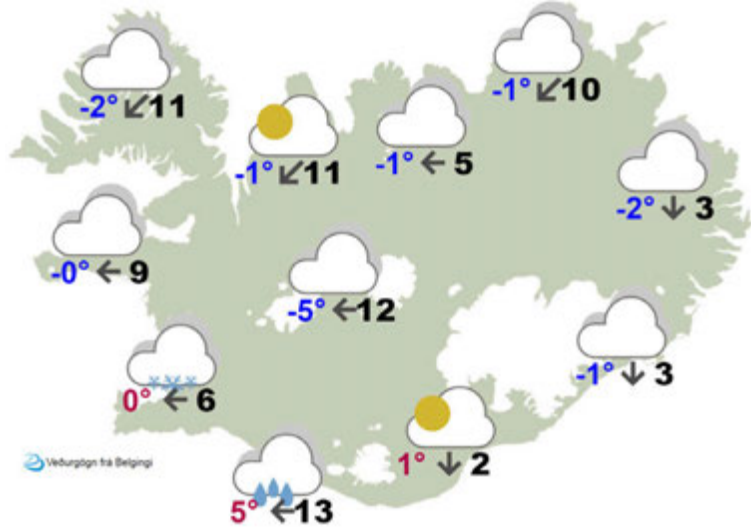 -1° ↙10
-2° ↙11
-1° ↙11
-1° ← 5
-2° ↓ 3
-0° ← 9
-5° ←12
-1° ↓ 3
0° ← 6
1° ↓ 2
Veðurgögn frá Belgingi
5° ←13